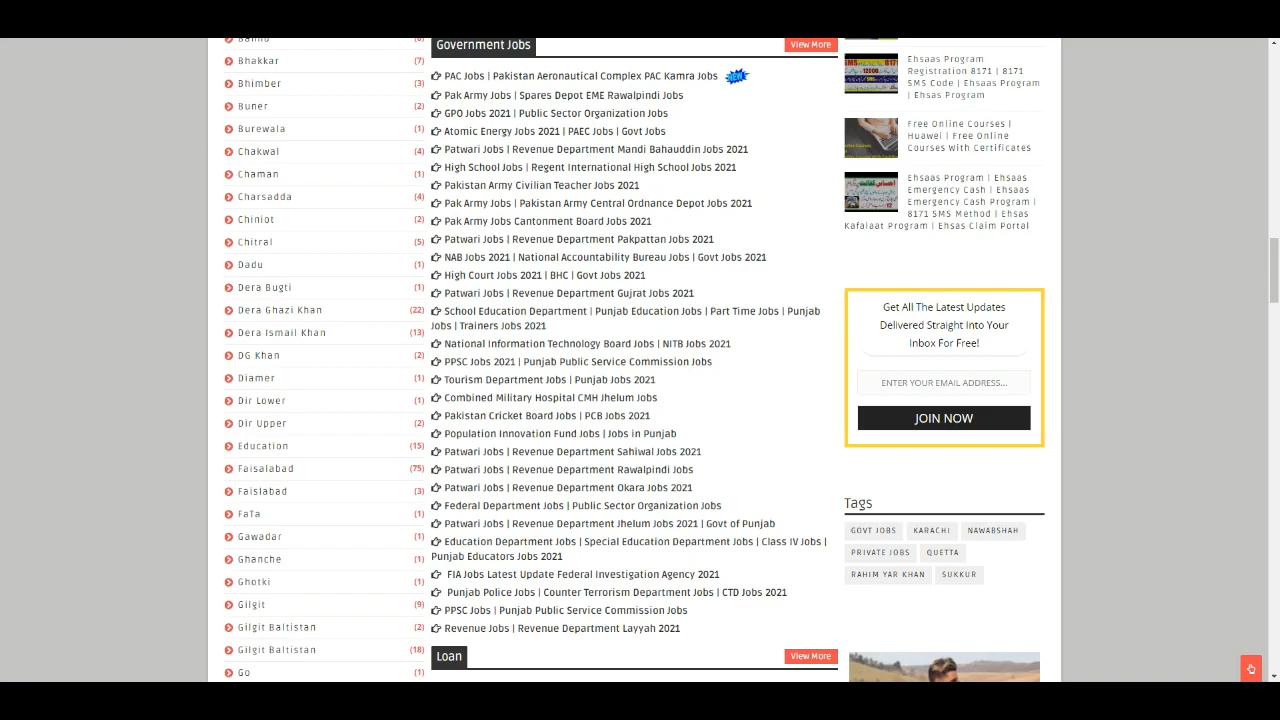 Bannu (6)
Bhakkar (7)
Bhimber (3)
Buner (2)
Burewala (1)
Chakwal (4)
Chaman (1)
Charsadda (4)
Chiniot (2)
Chitral (5)
Dadu (1)
Dera Bugti (1)
Dera Ghazi Khan (22)
Dera Ismail Khan (13)
DG Khan (2)
Diamer (1)
Dir Lower (1)
Dir Upper (2)
Education (15)
Faisalabad (75)
Faislabad (3)
FaTa (1)
Gawadar (1)
Ghanche (1)
Ghotki (1)
Gilgit (9)
Gilgit Baltistan (2)
Gilgit Baltistan (18)
Go (1)
Government Jobs
View More
PAC Jobs | Pakistan Aeronautical Complex PAC Kamra Jobs NEW
Pak Army Jobs | Spares Depot EME Rawalpindi Jobs
GPO Jobs 2021 | Public Sector Organization Jobs
Atomic Energy Jobs 2021 | PAEC Jobs | Govt Jobs
Patwari Jobs | Revenue Department Mandi Bahauddin Jobs 2021
High School Jobs | Regent International High School Jobs 2021
Pakistan Army Civilian Teacher Jobs 2021
Pak Army Jobs | Pakistan Army Central Ordnance Depot Jobs 2021
Pak Army Jobs Cantonment Board Jobs 2021
Patwari Jobs | Revenue Department Pakpattan Jobs 2021
NAB Jobs 2021 | National Accountability Bureau Jobs | Govt Jobs 2021
High Court Jobs 2021 | BHC | Govt Jobs 2021
Patwari Jobs | Revenue Department Gujrat Jobs 2021
School Education Department | Punjab Education Jobs | Part Time Jobs | Punjab
Jobs | Trainers Jobs 2021
National Information Technology Board Jobs | NITB Jobs 2021
PPSC Jobs 2021 | Punjab Public Service Commission Jobs
Tourism Department Jobs | Punjab Jobs 2021
Combined Military Hospital CMH Jhelum Jobs
Pakistan Cricket Board Jobs | PCB Jobs 2021
Population Innovation Fund Jobs | Jobs in Punjab
Patwari Jobs | Revenue Department Sahiwal Jobs 2021
Patwari Jobs | Revenue Department Rawalpindi Jobs
Patwari Jobs | Revenue Department Okara Jobs 2021
Federal Department Jobs | Public Sector Organization Jobs
Patwari Jobs | Revenue Department Jhelum Jobs 2021 | Govt of Punjab
Education Department Jobs | Special Education Department Jobs | Class IV Jobs |
Punjab Educators Jobs 2021
FIA Jobs Latest Update Federal Investigation Agency 2021
Punjab Police Jobs | Counter Terrorism Department Jobs | CTD Jobs 2021
PPSC Jobs | Punjab Public Service Commission Jobs
Revenue Jobs | Revenue Department Layyah 2021
Loan
View More
SMS
12000
Ehsaas Program
Registration 8171 | 8171
SMS Code | Ehsaas Program
| Ehsas Program
Free Online Courses |
Huawei | Free Online
Courses With Certificates
Ehsaas Program | Ehsaas
Emergency Cash | Ehsaas
Emergency Cash Program |
8171 SMS Method | Ehsas
Kafalaat Program | Ehsas Claim Portal
Get All The Latest Updates
Delivered Straight Into Your
Inbox For Free!
ENTER YOUR EMAIL ADDRESS...
JOIN NOW
Tags
GOVT JOBS KARACHI NAWABSHAH
PRIVATE JOBS QUETTA
RAHIM YAR KHAN SUKKUR